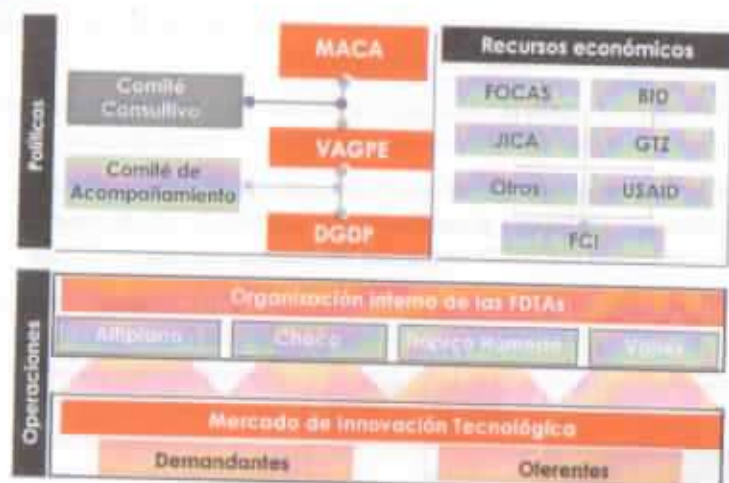 Políticas
MACA
Comité
Consultivo
VAGPE
Comité de
Acompañamiento
DGDP
Recursos económicos
FOCAS
BID
JICA
GTZ
Otros
USAID
FCI
Operaciones
Organización interna de las FDTAs
Altiplano
Chaco
Trópico Húmedo
Valles
Mercado de Innovación Tecnológica
Demandantes
Oferentes